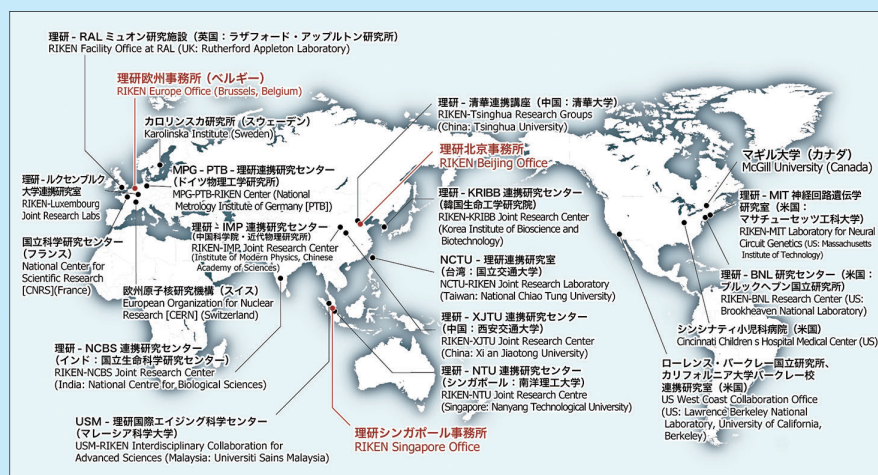 理研 - RAL ミュオン研究施設（英国：ラザフォード・アップルトン研究所）
RIKEN Facility Office at RAL (UK: Rutherford Appleton Laboratory)
理研欧州事務所（ベルギー）
RIKEN Europe Office (Brussels, Belgium)
カロリンスカ研究所（スウェーデン）
Karolinska Institute (Sweden)
MPG - PTB - 理研連携研究センター
（ドイツ物理工学研究所）
MPG-PTB-RIKEN Center (National
Metrology Institute of Germany [PTB])
理研 - ルクセンブルク
大学連携研究室
RIKEN-Luxembourg
Joint Research Labs
理研 - IMP 連携研究センター
（中国科学院・近代物理研究所）
RIKEN-IMP Joint Research Center
(Institute of Modern Physics, Chinese
Academy of Sciences)
国立科学研究センター
（フランス）
National Center for
Scientific Research
[CNRS](France)
欧州原子核研究機構（スイス）
European Organization for Nuclear
Research [CERN] (Switzerland)
理研 - NCBS 連携研究センター
（インド：国立生命科学研究センター）
RIKEN-NCBS Joint Research Center
(India: National Centre for Biological Sciences)
USM - 理研国際エイジング科学センター
（マレーシア科学大学）
USM-RIKEN Interdisciplinary Collaboration for
Advanced Sciences (Malaysia: Universiti Sains Malaysia)
理研 - 清華連携講座（中国：清華大学）
RIKEN-Tsinghua Research Groups
(China: Tsinghua University)
理研北京事務所
RIKEN Beijing Office
理研 - KRIBB 連携研究センター
（韓国生命工学研究院）
RIKEN-KRIBB Joint Research Center
(Korea Institute of Bioscience and
Biotechnology)
NCTU - 理研連携研究室
（台湾：国立交通大学）
NCTU-RIKEN Joint Research Laboratory
(Taiwan: National Chiao Tung University)
理研 - XJTU 連携研究センター
（中国：西安交通大学）
RIKEN-XJTU Joint Research Center
(China: Xi an Jiaotong University)
理研 - NTU 連携研究センター
（シンガポール：南洋理工大学）
RIKEN-NTU Joint Research Centre
(Singapore: Nanyang Technological University)
理研シンガポール事務所
RIKEN Singapore Office
マギル大学（カナダ）
McGill University (Canada)
理研 - MIT 神経回路遺伝学
研究室（米国：
マサチューセッツ工科大学）
RIKEN-MIT Laboratory for Neural
Circuit Genetics (US: Massachusetts
Institute of Technology)
理研 - BNL 研究センター（米国：
ブルックヘブン国立研究所）
RIKEN-BNL Research Center (US:
Brookheaven National Laboratory)
シンシナティ小児科病院（米国）
Cincinnati Children s Hospital Medical Center (US)
ローレンス・バークレー国立研究所、
カリフォルニア大学バークレー校
連携研究室（米国）
US West Coast Collaboration Office
(US: Lawrence Berkeley National
Laboratory, University of California,
Berkeley)